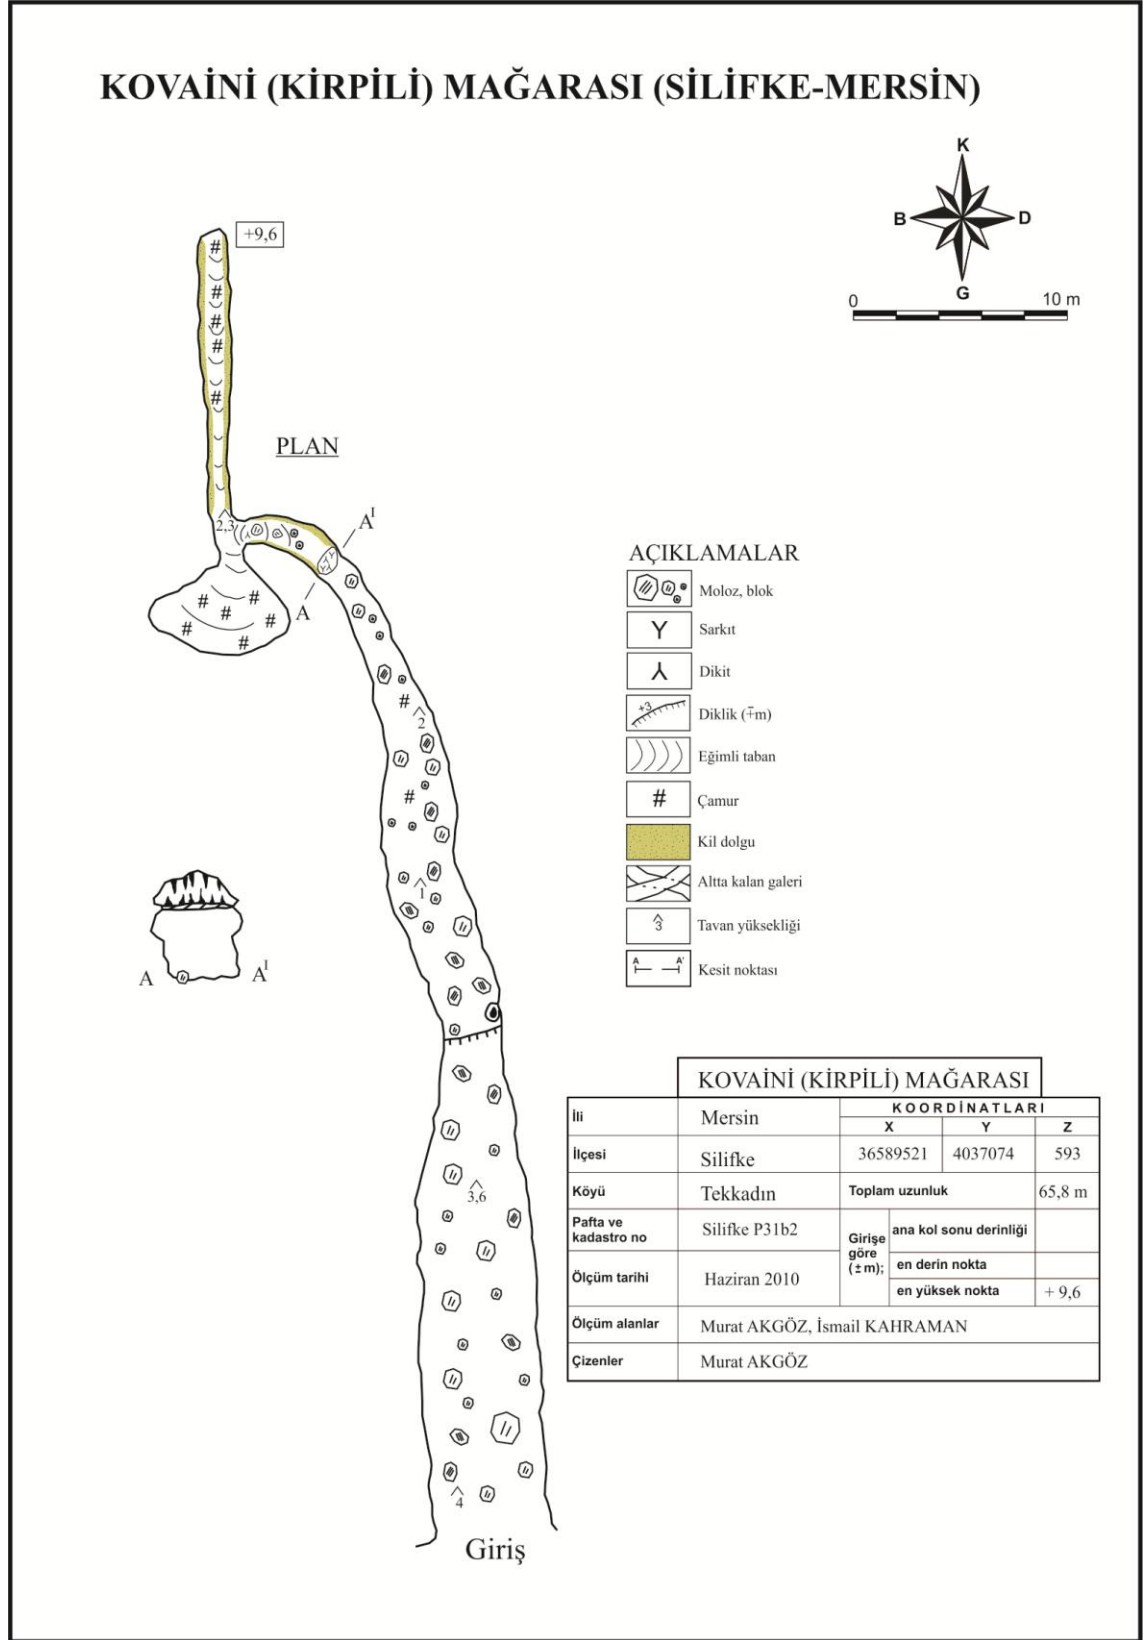 KOVAİNİ (KİRPİLİ) MAĞARASI (SİLİFKE-MERSİN)
K
B D
G
0 10 m
+9,6
PLAN
2,3
A A^I
2
1
3,6
4
Giriş
A A^I
AÇIKLAMALAR
Moloz, blok
Sarkıt
Dikit
+3 Diklik (∓m)
Eğimli taban
# Çamur
Kil dolgu
Altta kalan galeri
3 Tavan yüksekliği
A A' Kesit noktası
KOVAİNİ (KİRPİLİ) MAĞARASI
İli Mersin KOORDİNATLARI
X Y Z
İlçesi Silifke 36589521 4037074 593
Köyü Tekkadın Toplam uzunluk 65,8 m
Pafta ve kadastro no Silifke P31b2
Girişe göre (±m); ana kol sonu derinliği
en derin nokta
en yüksek nokta + 9,6
Ölçüm tarihi Haziran 2010
Ölçüm alanlar Murat AKGÖZ, İsmail KAHRAMAN
Çizenler Murat AKGÖZ